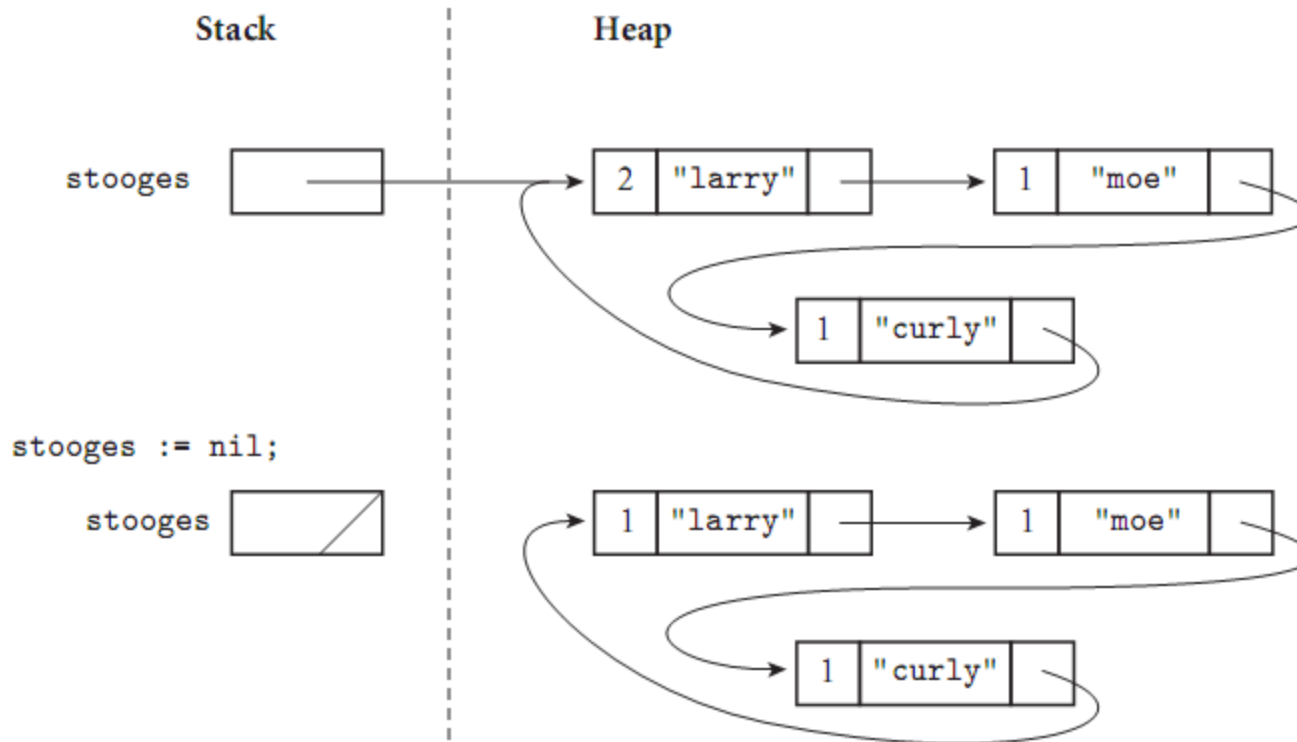 Stack Heap
stooges 2 "larry" 1 "moe"
1 "curly"
stooges := nil;
stooges 1 "larry" 1 "moe"
1 "curly"